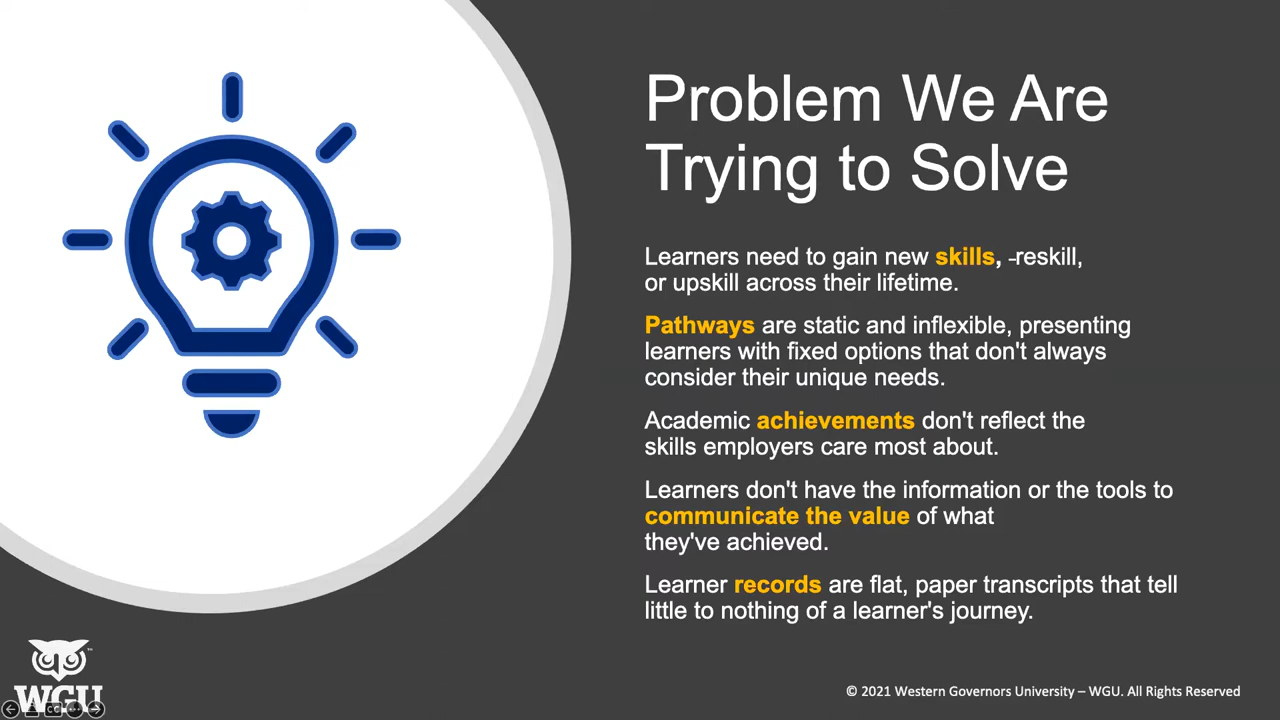 Problem We Are
Trying to Solve
Learners need to gain new skills, -reskill,
or upskill across their lifetime.
Pathways are static and inflexible, presenting
learners with fixed options that don't always
consider their unique needs.
Academic achievements don't reflect the
skills employers care most about.
Learners don't have the information or the tools to
communicate the value of what
they've achieved.
Learner records are flat, paper transcripts that tell
little to nothing of a learner's journey.
WGU
CC
© 2021 Western Governors University – WGU. All Rights Reserved